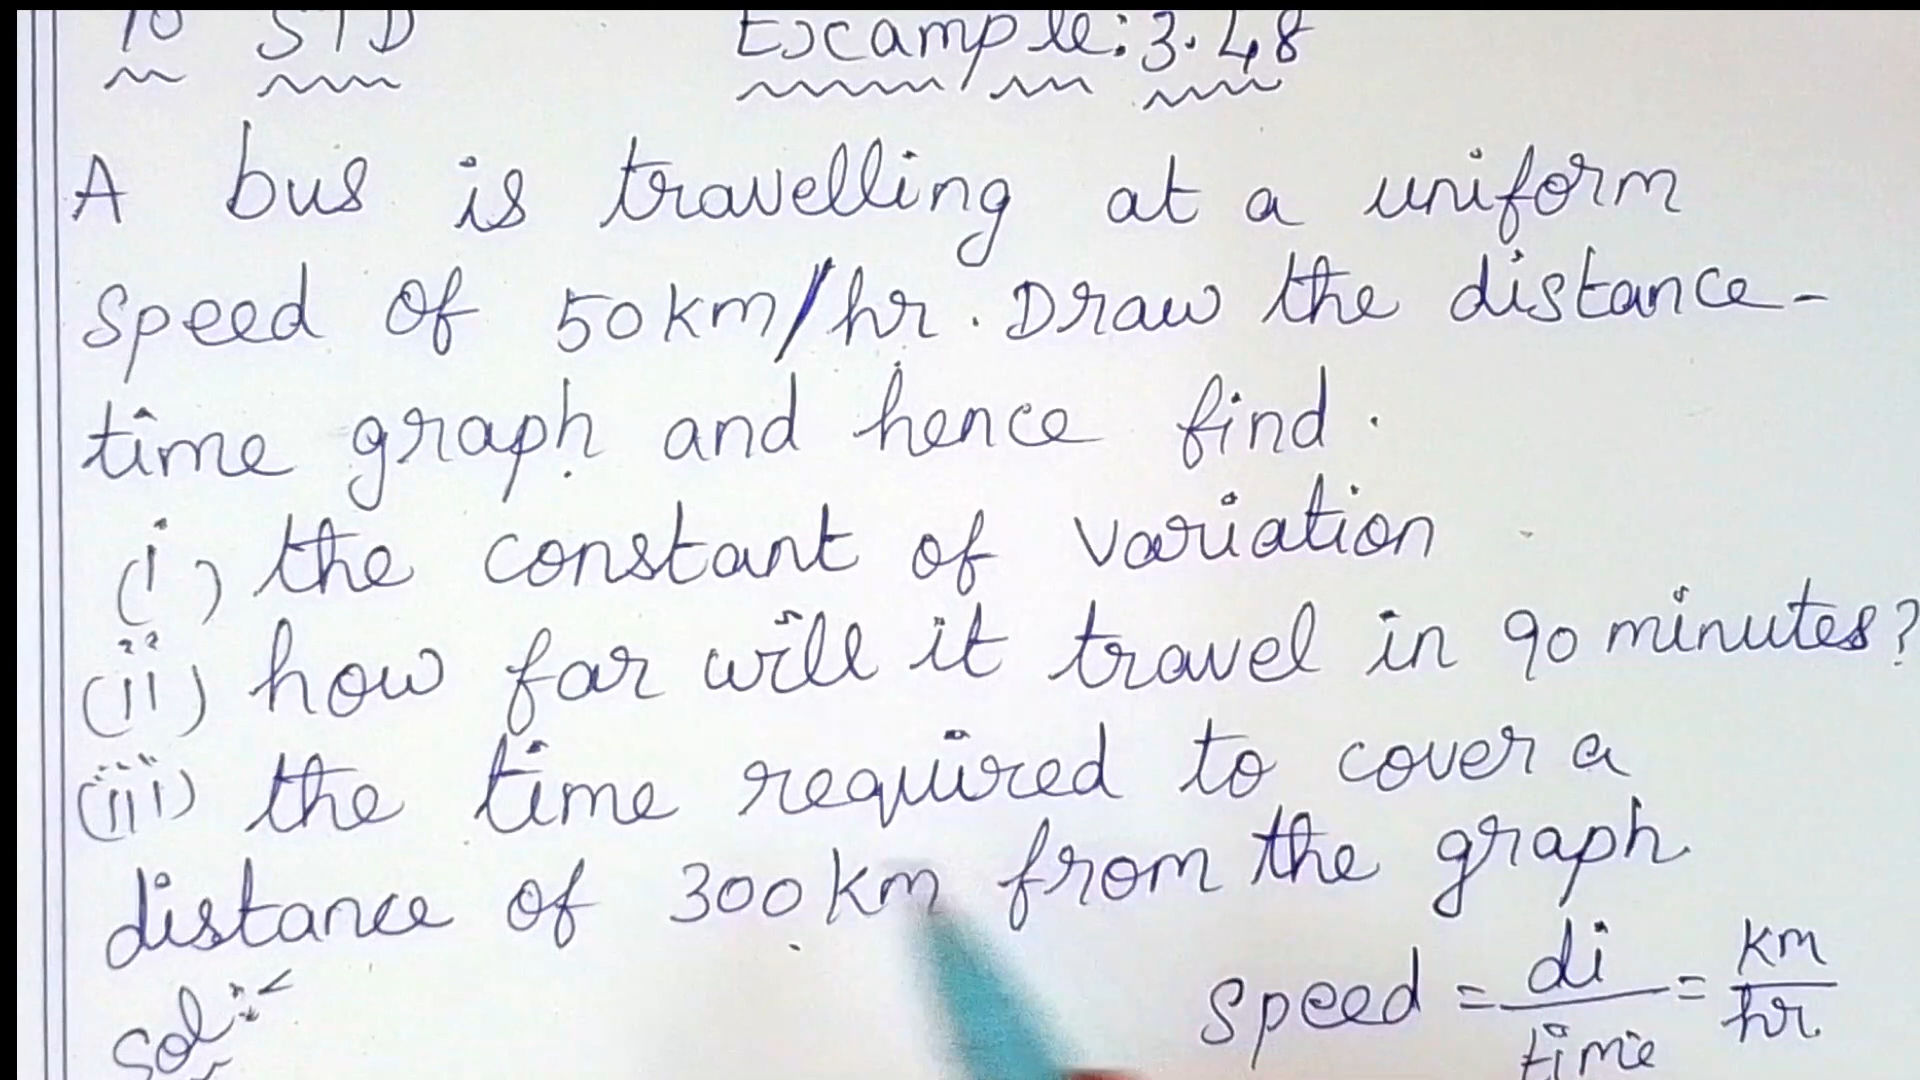 10 STD Example: 3.48
A bus is travelling at a uniform
speed of 50km/hr. Draw the distance-
time graph and hence find.
(i) the constant of variation
(ii) how far will it travel in 90 minutes?
(iii) the time required to cover a
distance of 300km from the graph
Speed = di/time = km/hr
Sol:-